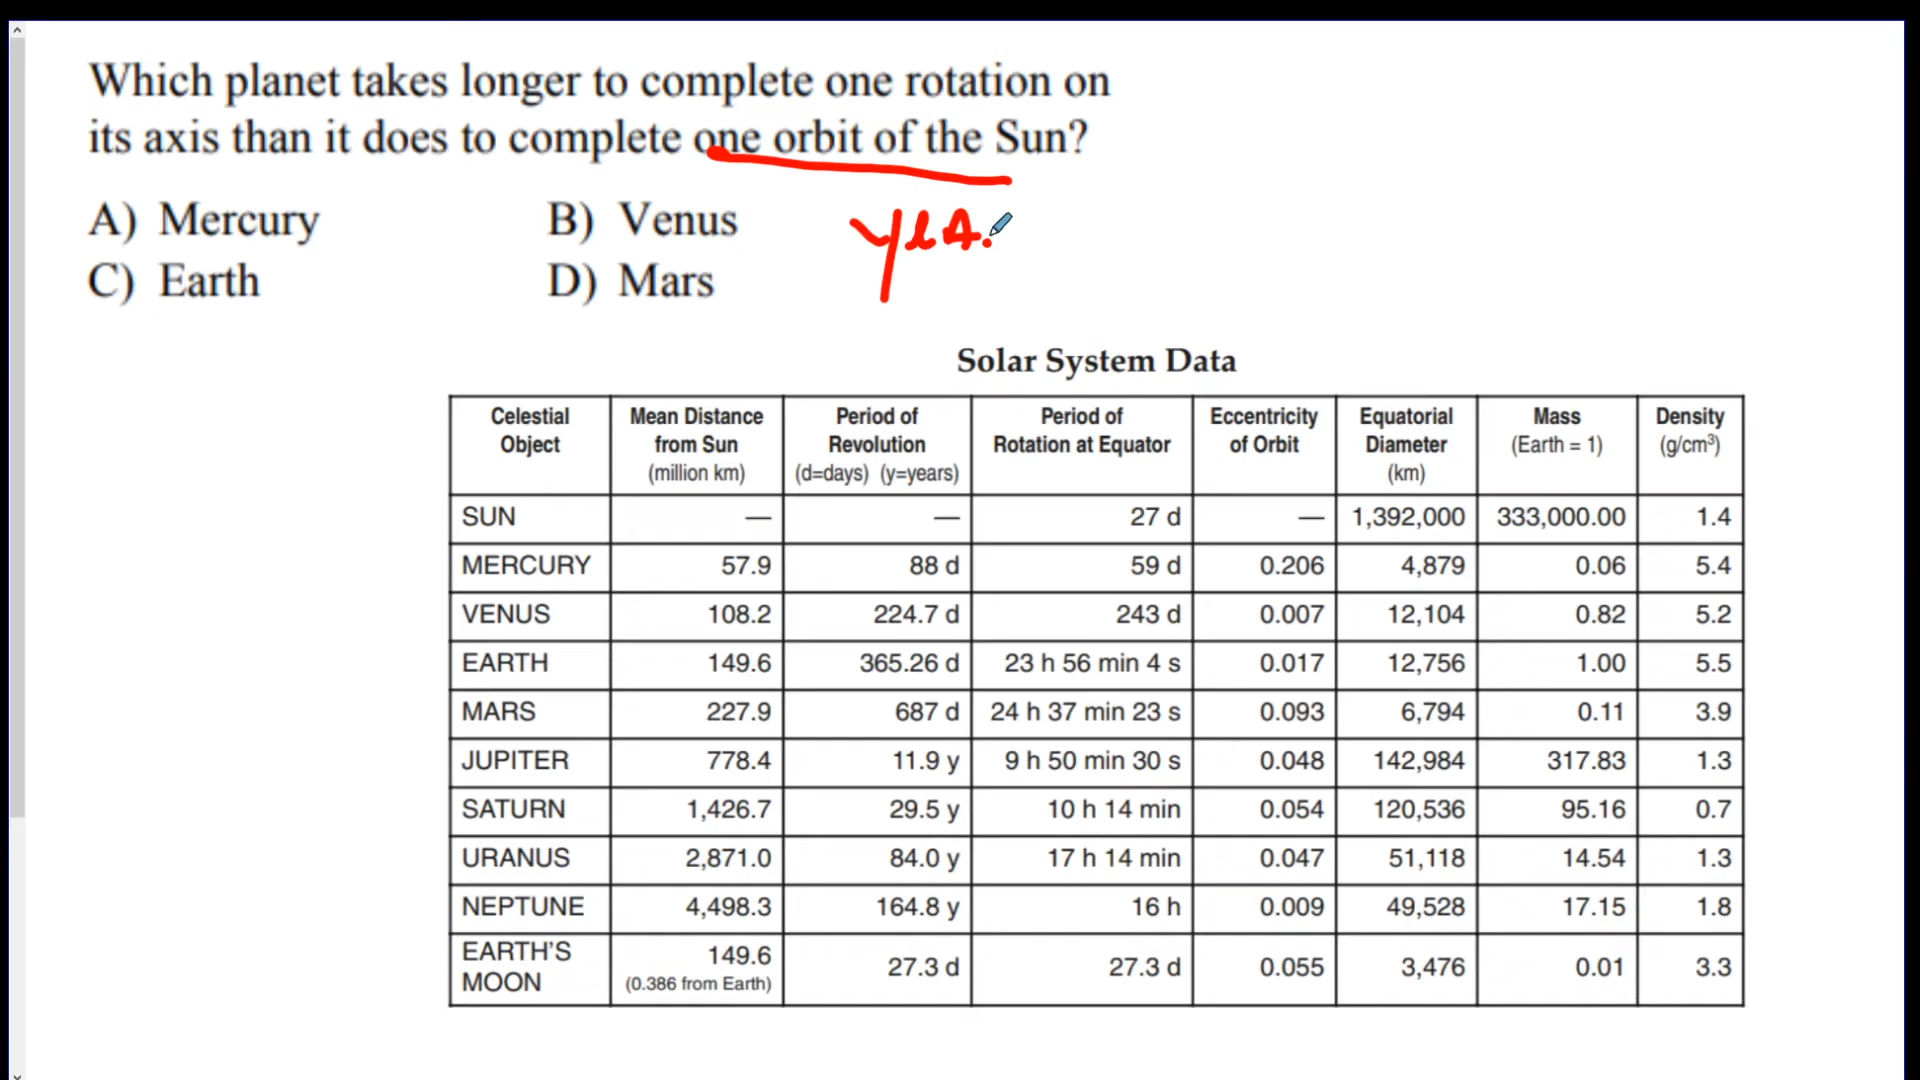 Which planet takes longer to complete one rotation on
its axis than it does to complete one orbit of the Sun?
A) Mercury B) Venus
C) Earth D) Mars
yea
Solar System Data
Celestial Object Mean Distance from Sun (million km) Period of Revolution (d=days) (y=years) Period of Rotation at Equator Eccentricity of Orbit Equatorial Diameter (km) Mass (Earth = 1) Density (g/cm³)
SUN — — 27 d — 1,392,000 333,000.00 1.4
MERCURY 57.9 88 d 59 d 0.206 4,879 0.06 5.4
VENUS 108.2 224.7 d 243 d 0.007 12,104 0.82 5.2
EARTH 149.6 365.26 d 23 h 56 min 4 s 0.017 12,756 1.00 5.5
MARS 227.9 687 d 24 h 37 min 23 s 0.093 6,794 0.11 3.9
JUPITER 778.4 11.9 y 9 h 50 min 30 s 0.048 142,984 317.83 1.3
SATURN 1,426.7 29.5 y 10 h 14 min 0.054 120,536 95.16 0.7
URANUS 2,871.0 84.0 y 17 h 14 min 0.047 51,118 14.54 1.3
NEPTUNE 4,498.3 164.8 y 16 h 0.009 49,528 17.15 1.8
EARTH'S MOON 149.6 (0.386 from Earth) 27.3 d 27.3 d 0.055 3,476 0.01 3.3